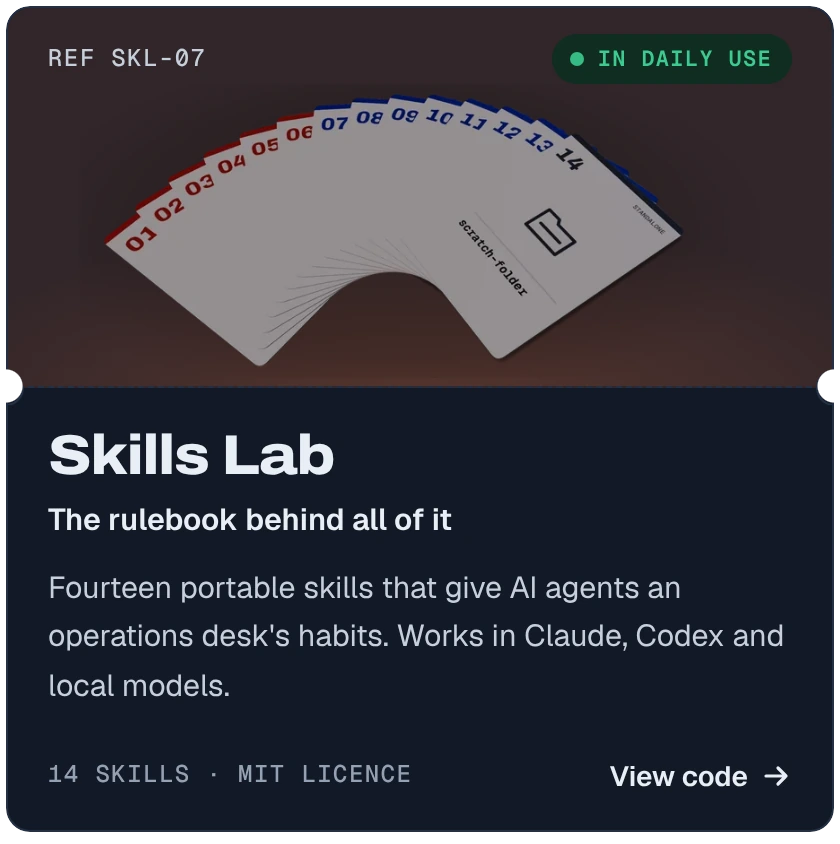 REF SKL-07
IN DAILY USE
01
02
03
04
05
06
07
08
09
10
11
12
13
14
STANDALONE
scratch-folder
Skills Lab
The rulebook behind all of it
Fourteen portable skills that give AI agents an
operations desk's habits. Works in Claude, Codex and
local models.
14 SKILLS · MIT LICENCE
View code →